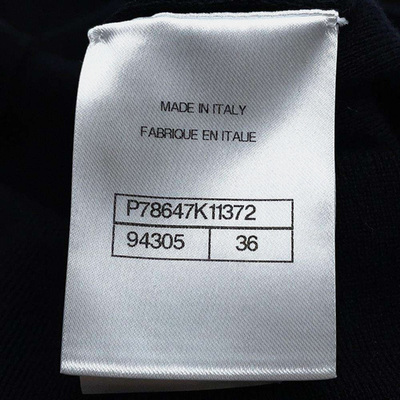 MADE IN ITALY
FABRIQUE EN ITALIE
P78647K11372
94305 36